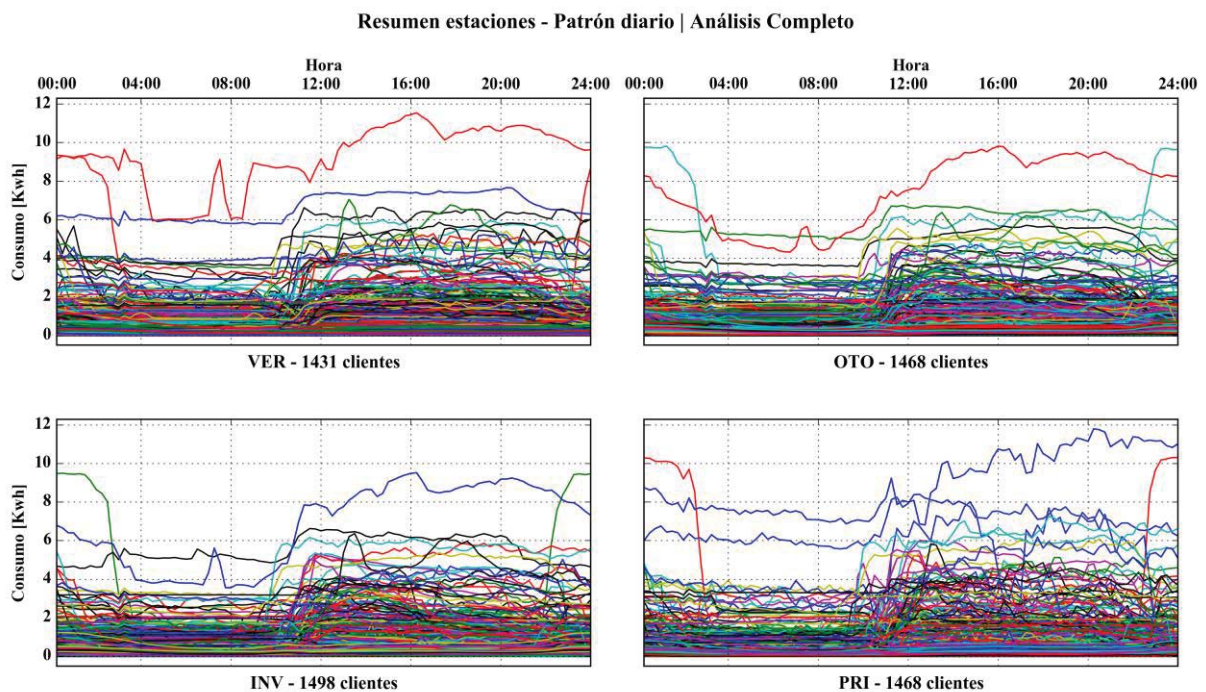 Resumen estaciones - Patrón diario | Análisis Completo
Hora
00:00 04:00 08:00 12:00 16:00 20:00 24:00
Hora
00:00 04:00 08:00 12:00 16:00 20:00 24:00
Consumo [Kwh]
12
10
8
6
4
2
0
VER - 1431 clientes
OTO - 1468 clientes
Consumo [Kwh]
12
10
8
6
4
2
0
INV - 1498 clientes
PRI - 1468 clientes